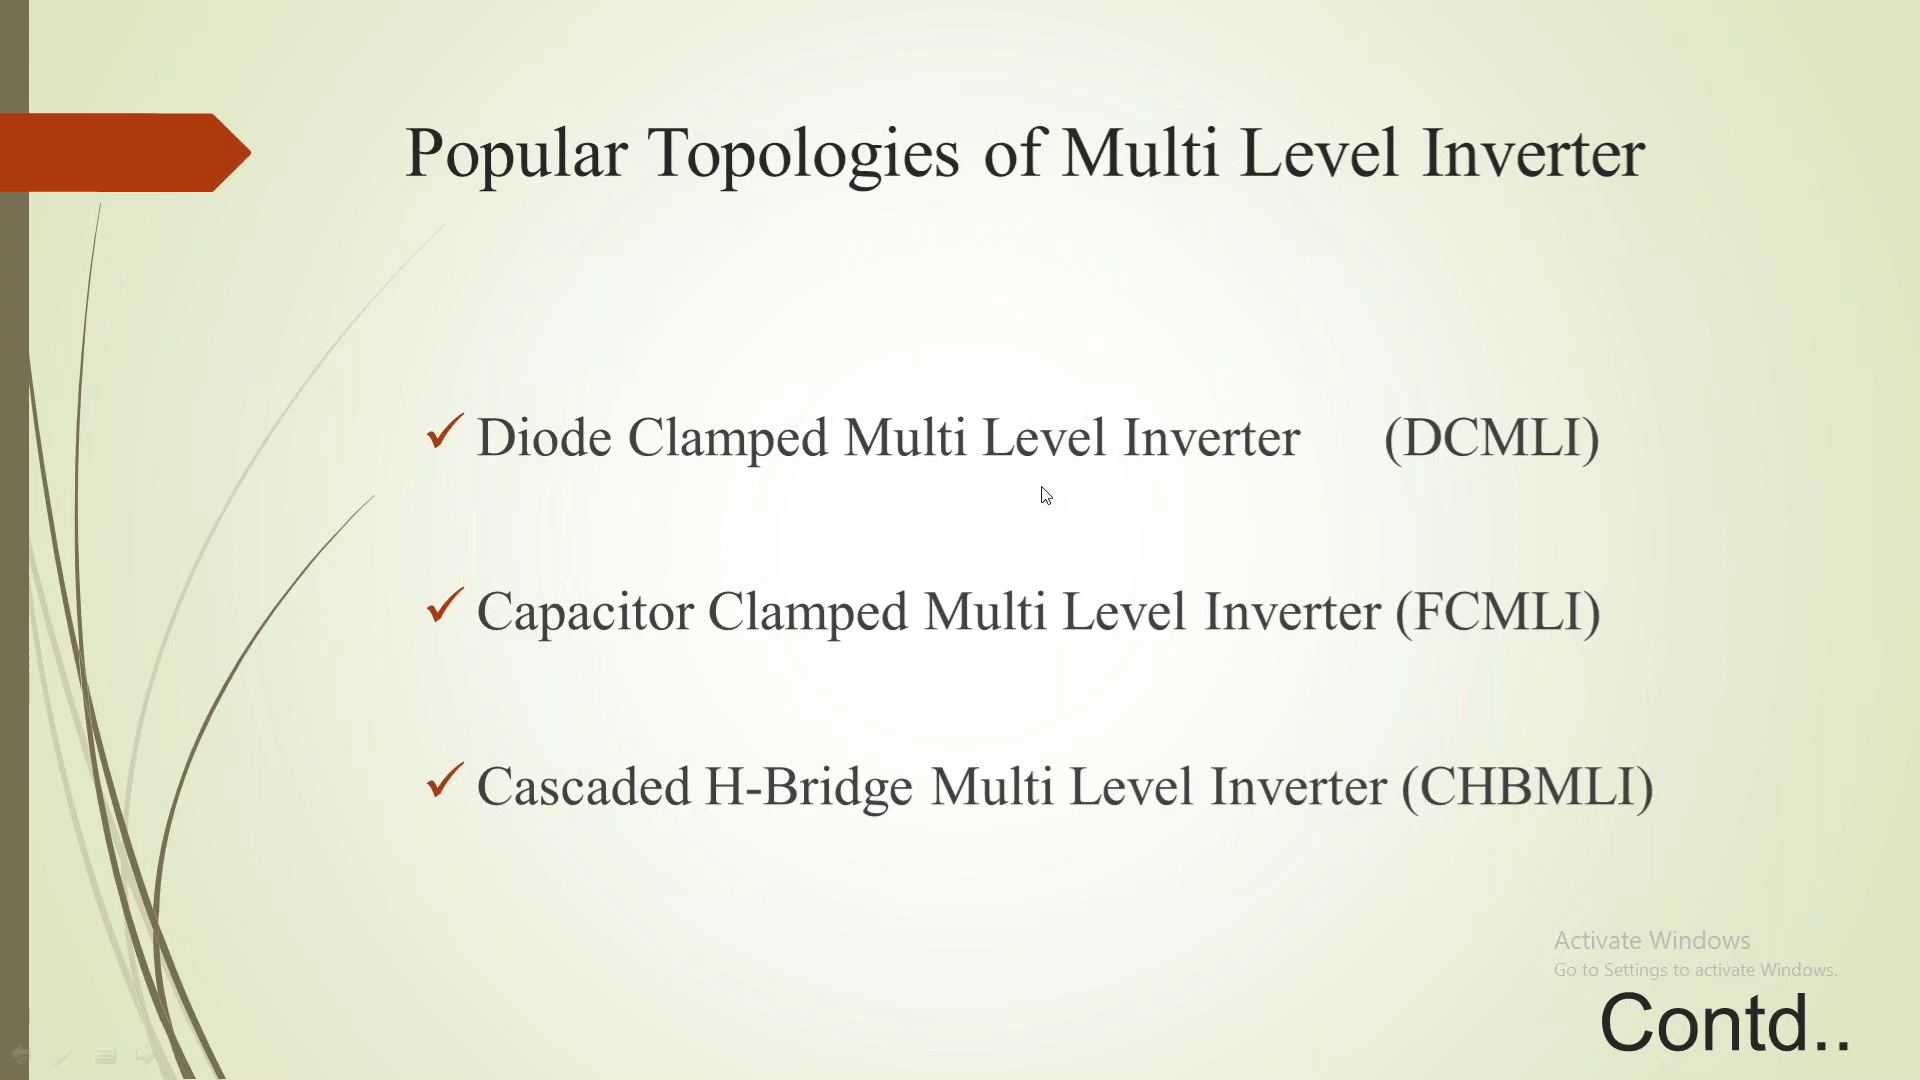 Popular Topologies of Multi Level Inverter
Diode Clamped Multi Level Inverter (DCMLI)
Capacitor Clamped Multi Level Inverter (FCMLI)
Cascaded H-Bridge Multi Level Inverter (CHBMLI)
Activate Windows
Go to Settings to activate Windows.
Contd..